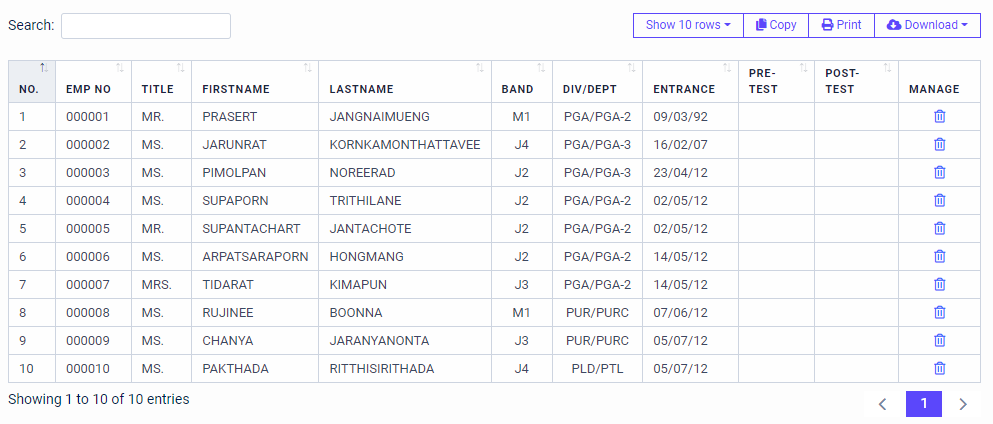 Search:
Show 10 rows Copy Print Download
NO. EMP NO TITLE FIRSTNAME LASTNAME BAND DIV/DEPT ENTRANCE PRE-TEST POST-TEST MANAGE
1 000001 MR. PRASERT JANGNAIMUENG M1 PGA/PGA-2 09/03/92
2 000002 MS. JARUNRAT KORNKAMONTHATTAVEE J4 PGA/PGA-3 16/02/07
3 000003 MS. PIMOLPAN NOREERAD J2 PGA/PGA-3 23/04/12
4 000004 MS. SUPAPORN TRITHILANE J2 PGA/PGA-2 02/05/12
5 000005 MR. SUPANTACHART JANTACHOTE J2 PGA/PGA-2 02/05/12
6 000006 MS. ARPATSARAPORN HONGMANG J2 PGA/PGA-2 14/05/12
7 000007 MRS. TIDARAT KIMAPUN J3 PGA/PGA-2 14/05/12
8 000008 MS. RUJINEE BOONNA M1 PUR/PURC 07/06/12
9 000009 MS. CHANYA JARANYANONTA J3 PUR/PURC 05/07/12
10 000010 MS. PAKTHADA RITTHISIRITHADA J4 PLD/PTL 05/07/12
Showing 1 to 10 of 10 entries
1